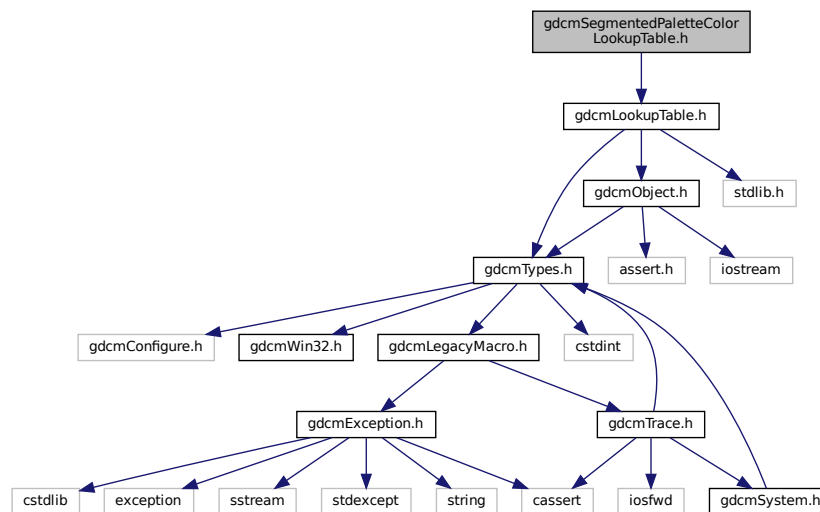 gdcmSegmentedPaletteColor
LookupTable.h
gdcmLookupTable.h
gdcmObject.h
stdlib.h
gdcmTypes.h
assert.h
iostream
gdcmConfigure.h
gdcmWin32.h
gdcmLegacyMacro.h
cstdint
gdcmException.h
gdcmTrace.h
cstdlib
exception
sstream
stdexcept
string
cassert
iosfwd
gdcmSystem.h